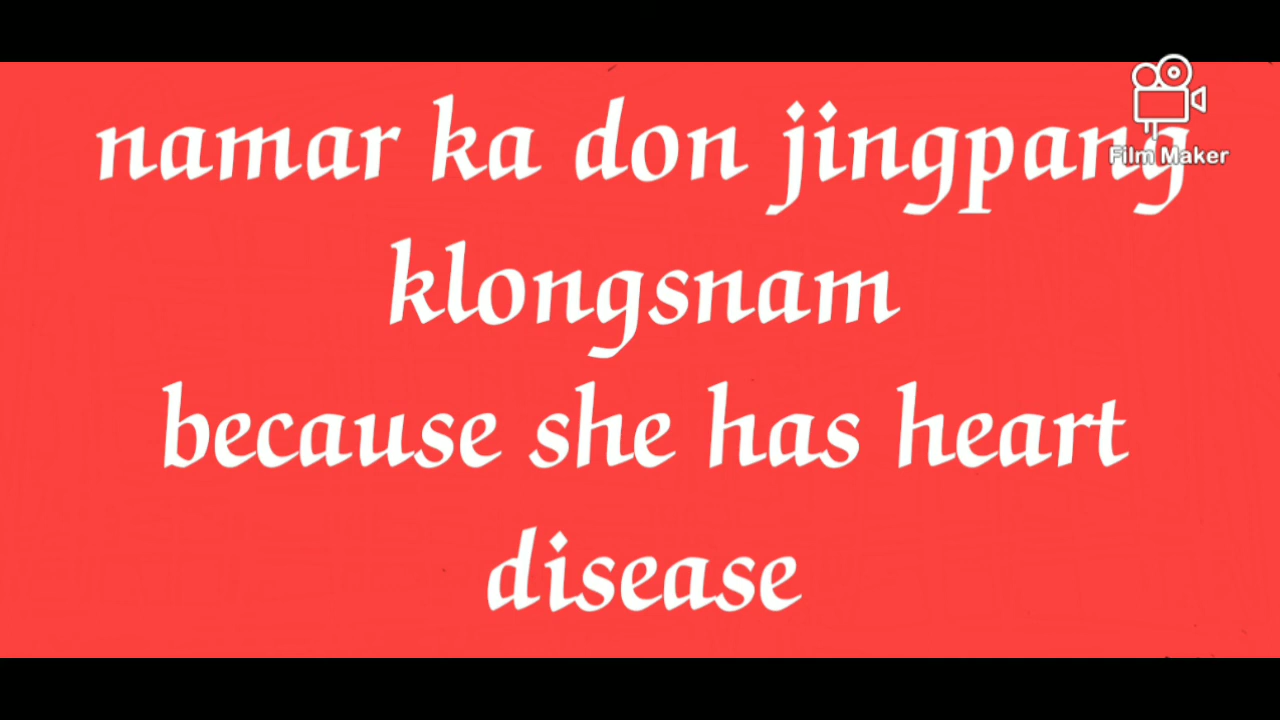 namar ka don jingpang
Film Maker
klongsnam
because she has heart
disease